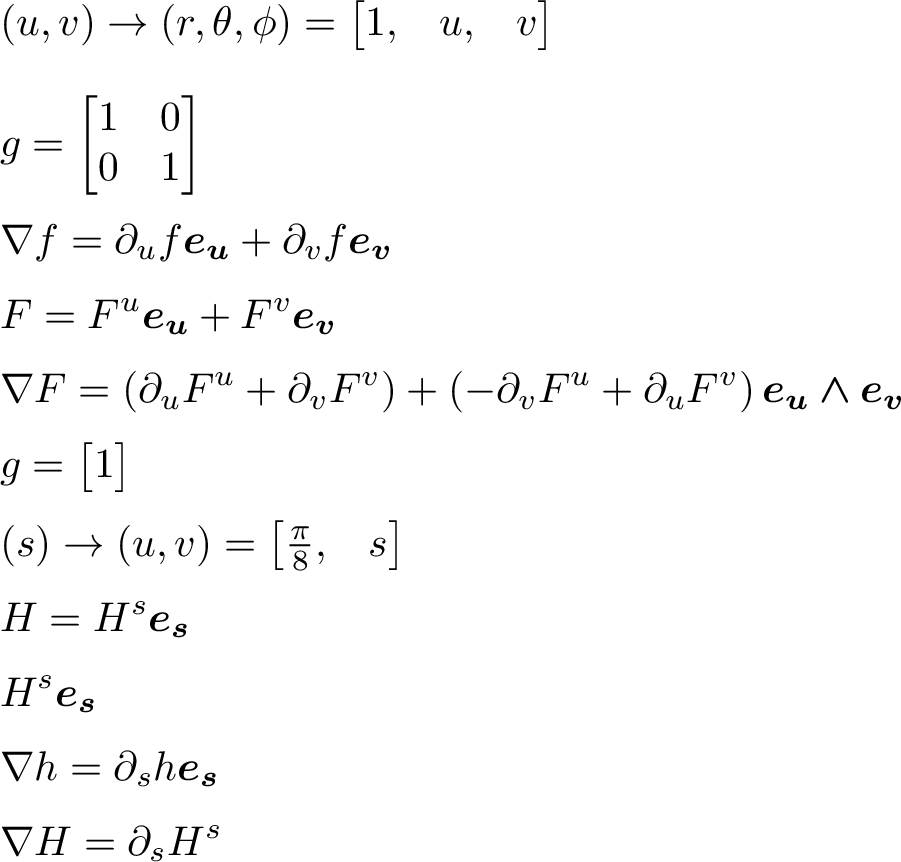 (u, v) → (r, θ, ϕ) = [1, u, v]
g = [1 0
0 1]
∇f = ∂_u f e_u + ∂_v f e_v
F = F^u e_u + F^v e_v
∇F = (∂_u F^u + ∂_v F^v) + (−∂_v F^u + ∂_u F^v) e_u ∧ e_v
g = [1]
(s) → (u, v) = [π/8, s]
H = H^s e_s
H^s e_s
∇h = ∂_s h e_s
∇H = ∂_s H^s